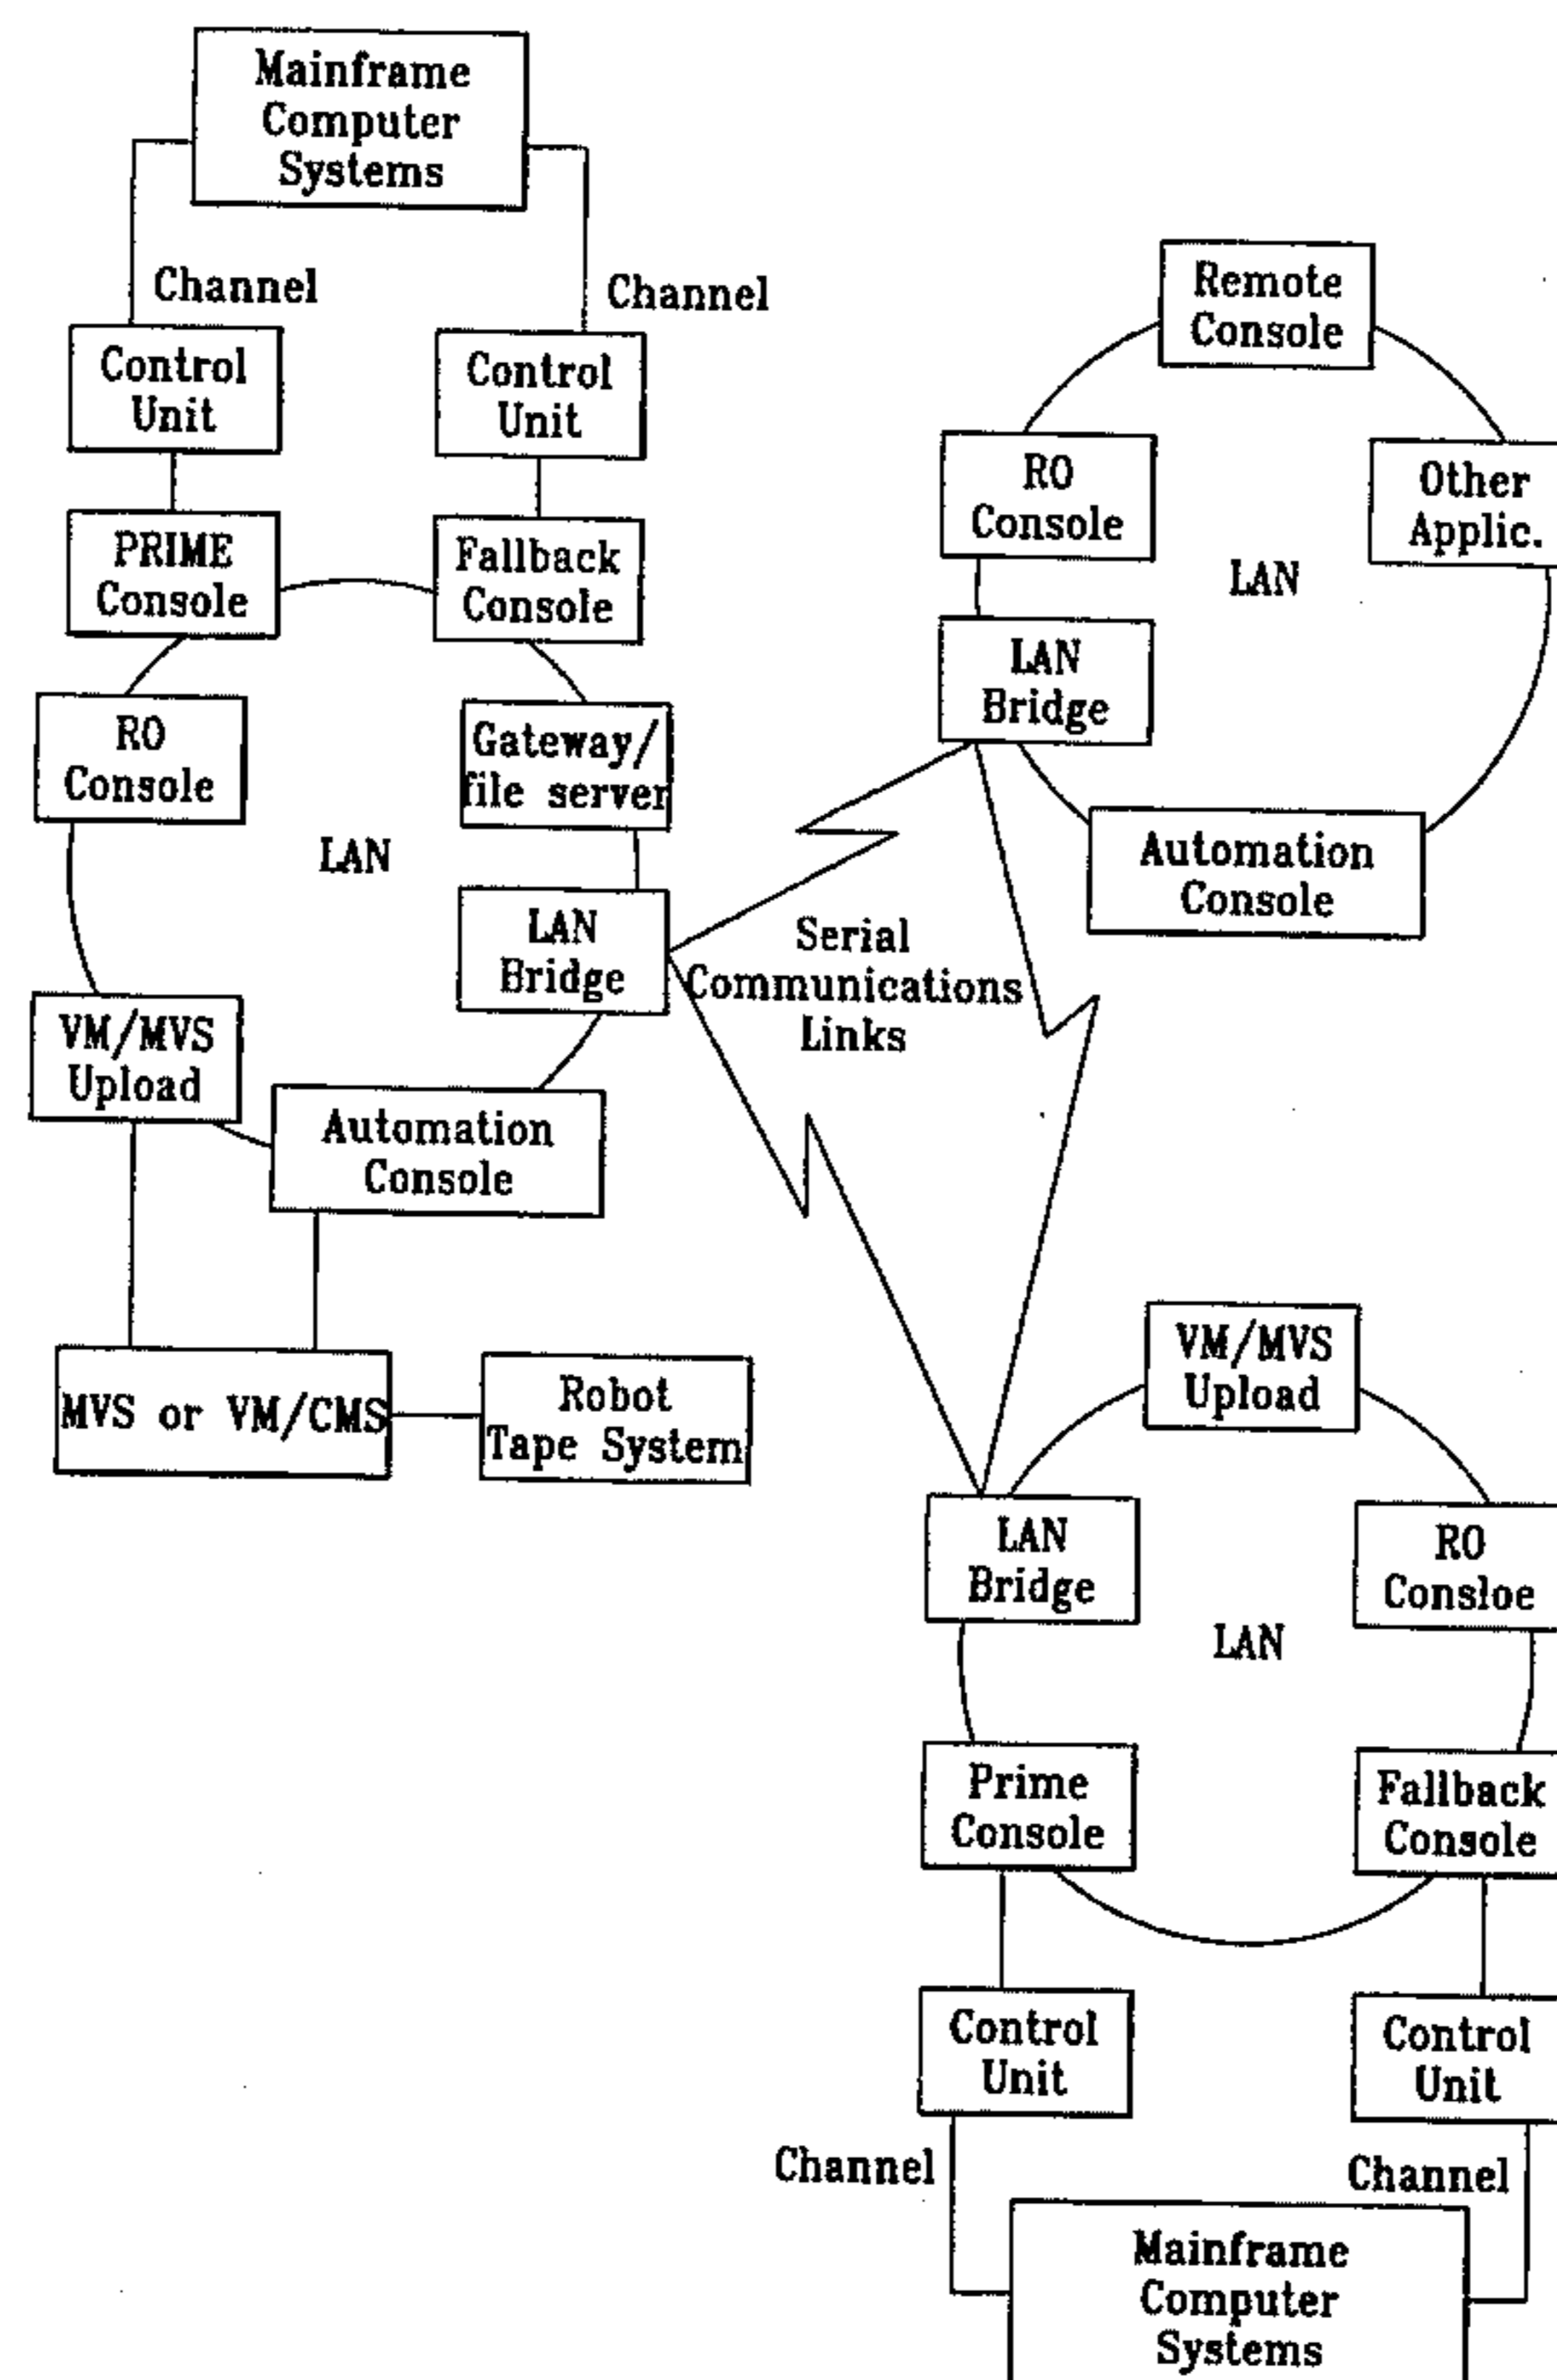 Mainframe
Computer
Systems
Channel
Channel
Control
Unit
Control
Unit
PRIME
Console
Fallback
Console
RO
Console
Gateway/
file server
LAN
LAN
Bridge
VM/MVS
Upload
Automation
Console
MVS or VM/CMS
Robot
Tape System
Serial
Communications
Links
Remote
Console
RO
Console
Other
Applic.
LAN
LAN
Bridge
Automation
Console
VM/MVS
Upload
LAN
Bridge
RO
Consloe
LAN
Prime
Console
Fallback
Console
Control
Unit
Control
Unit
Channel
Channel
Mainframe
Computer
Systems